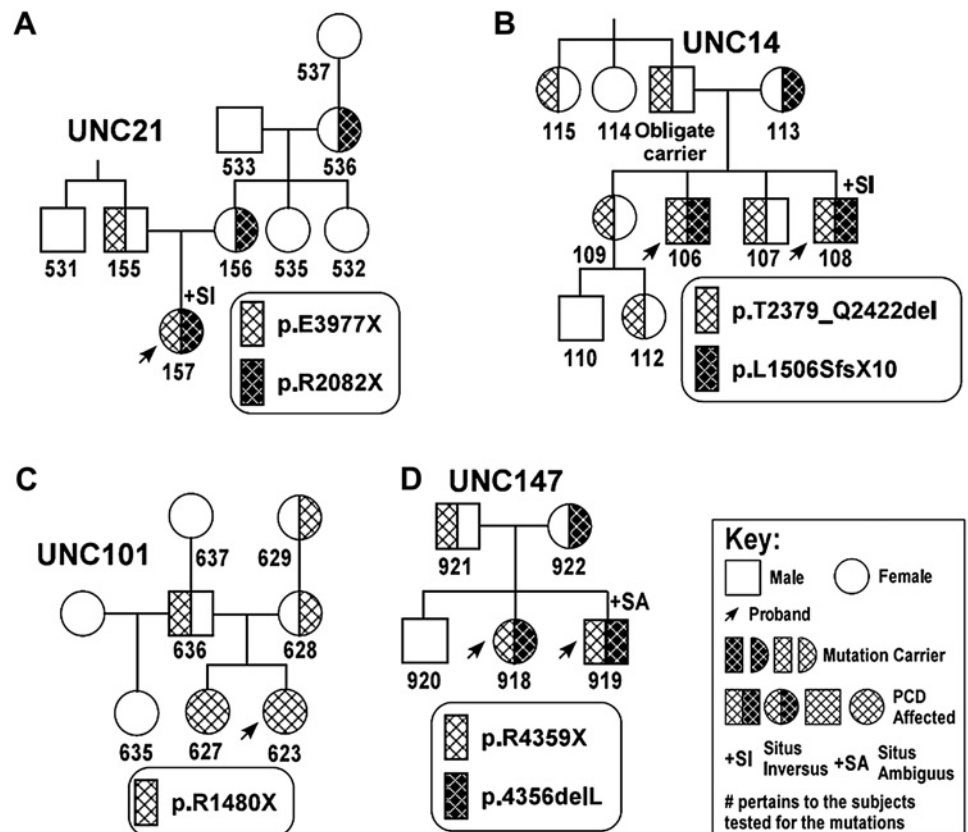 A
UNC21
537
533
536
531
155
156
535
532
+SI
157
p.E3977X
p.R2082X
B
UNC14
115
114
Obligate
carrier
113
+SI
109
106
107
108
110
112
p.T2379_Q2422del
p.L1506SfsX10
C
UNC101
637
629
636
628
635
627
623
p.R1480X
D
UNC147
921
922
+SA
920
918
919
p.R4359X
p.4356delL
Key:
Male
Female
Proband
Mutation Carrier
PCD
Affected
+SI Situs
Inversus
+SA Situs
Ambiguus
# pertains to the subjects
tested for the mutations